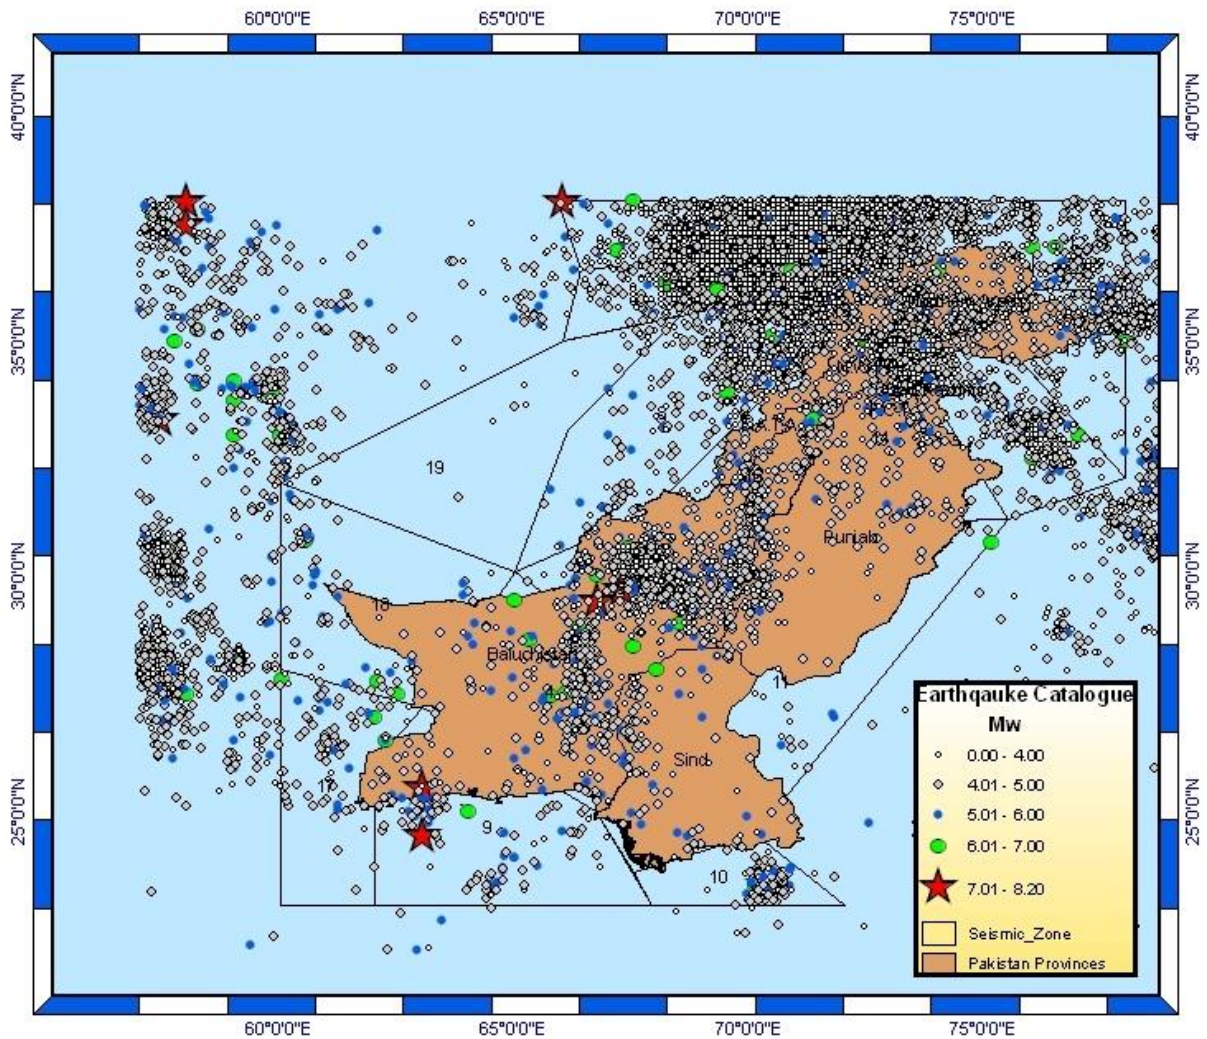 60°0'0"E 65°0'0"E 70°0'0"E 75°0'0"E
40°0'0"N 40°0'0"N
35°0'0"N 35°0'0"N
13
14
19
Punjab
30°0'0"N 30°0'0"N
18
Baluchistan
11
Sind
17
25°0'0"N 25°0'0"N
9
10
Earthqauke Catalogue
Mw
0.00 - 4.00
4.01 - 5.00
5.01 - 6.00
6.01 - 7.00
7.01 - 8.20
Seismic_Zone
Pakistan Provinces
60°0'0"E 65°0'0"E 70°0'0"E 75°0'0"E